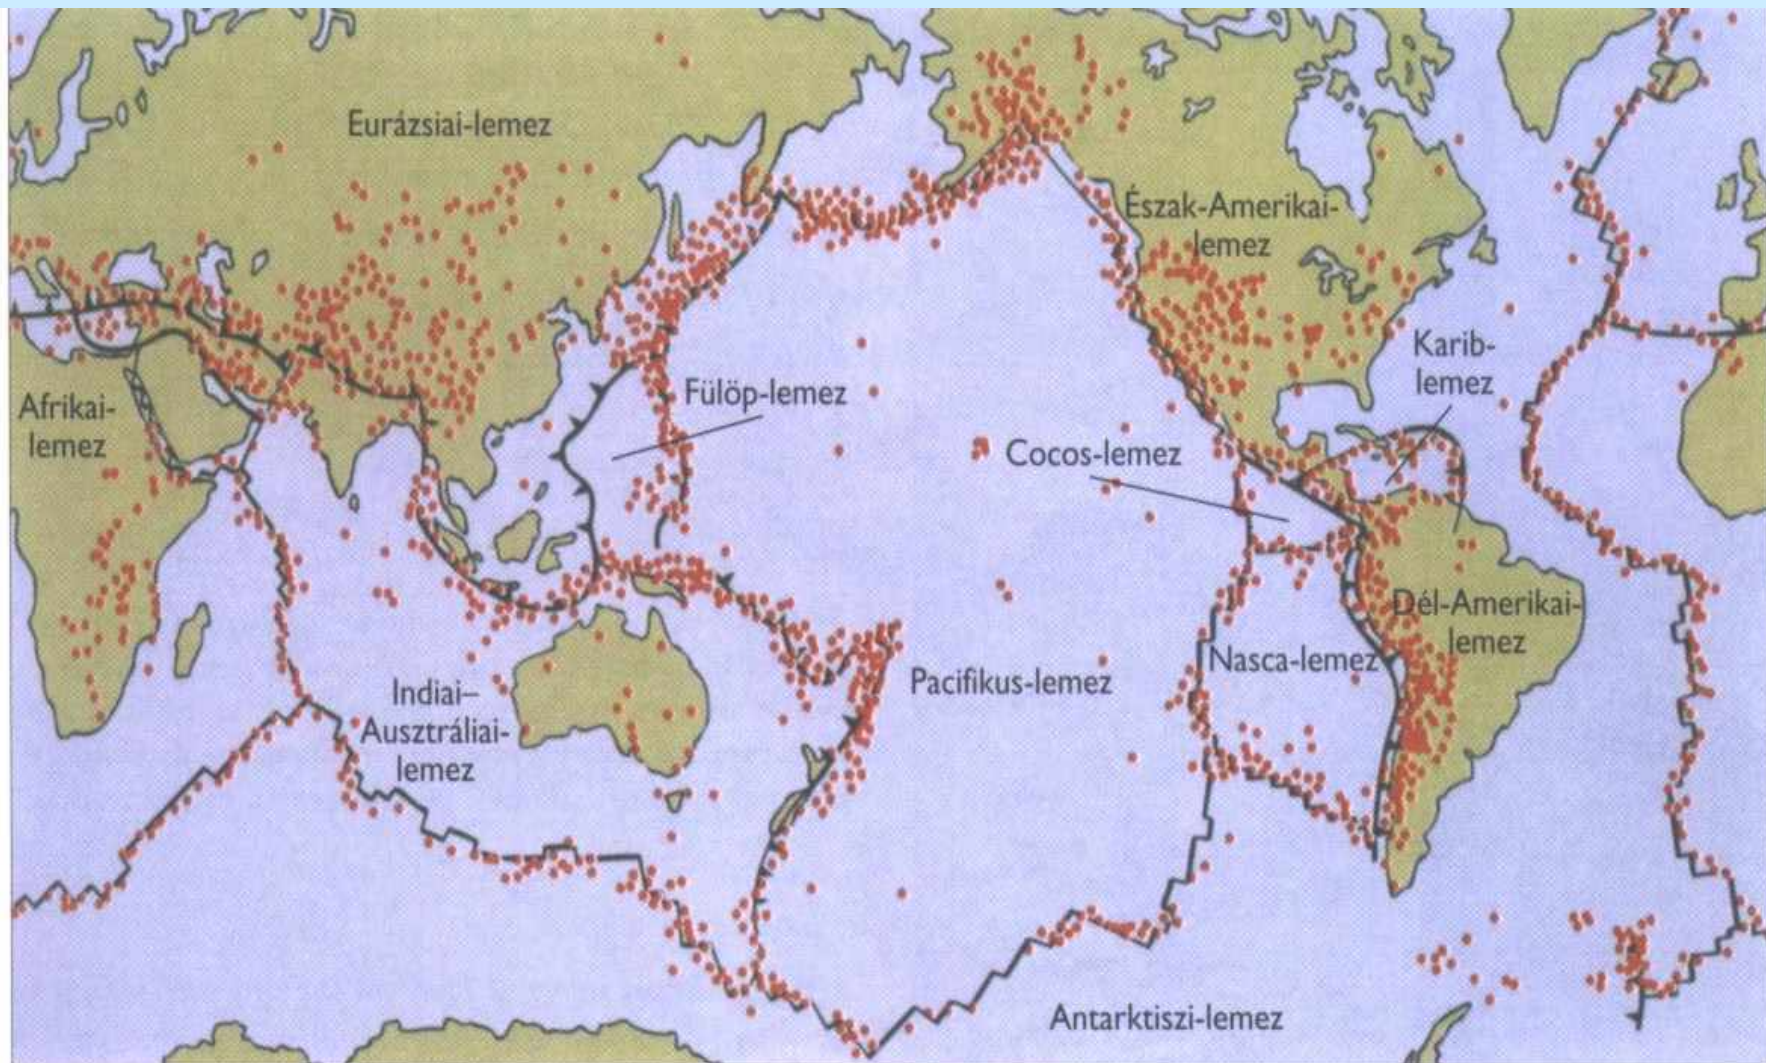 Eurázsiai-lemez
Észak-Amerikai-
lemez
Karib-
lemez
Afrikai-
lemez
Fülöp-lemez
Cocos-lemez
Dél-Amerikai-
lemez
Nasca-lemez
Pacifikus-lemez
Indiai–
Ausztráliai-
lemez
Antarktiszi-lemez